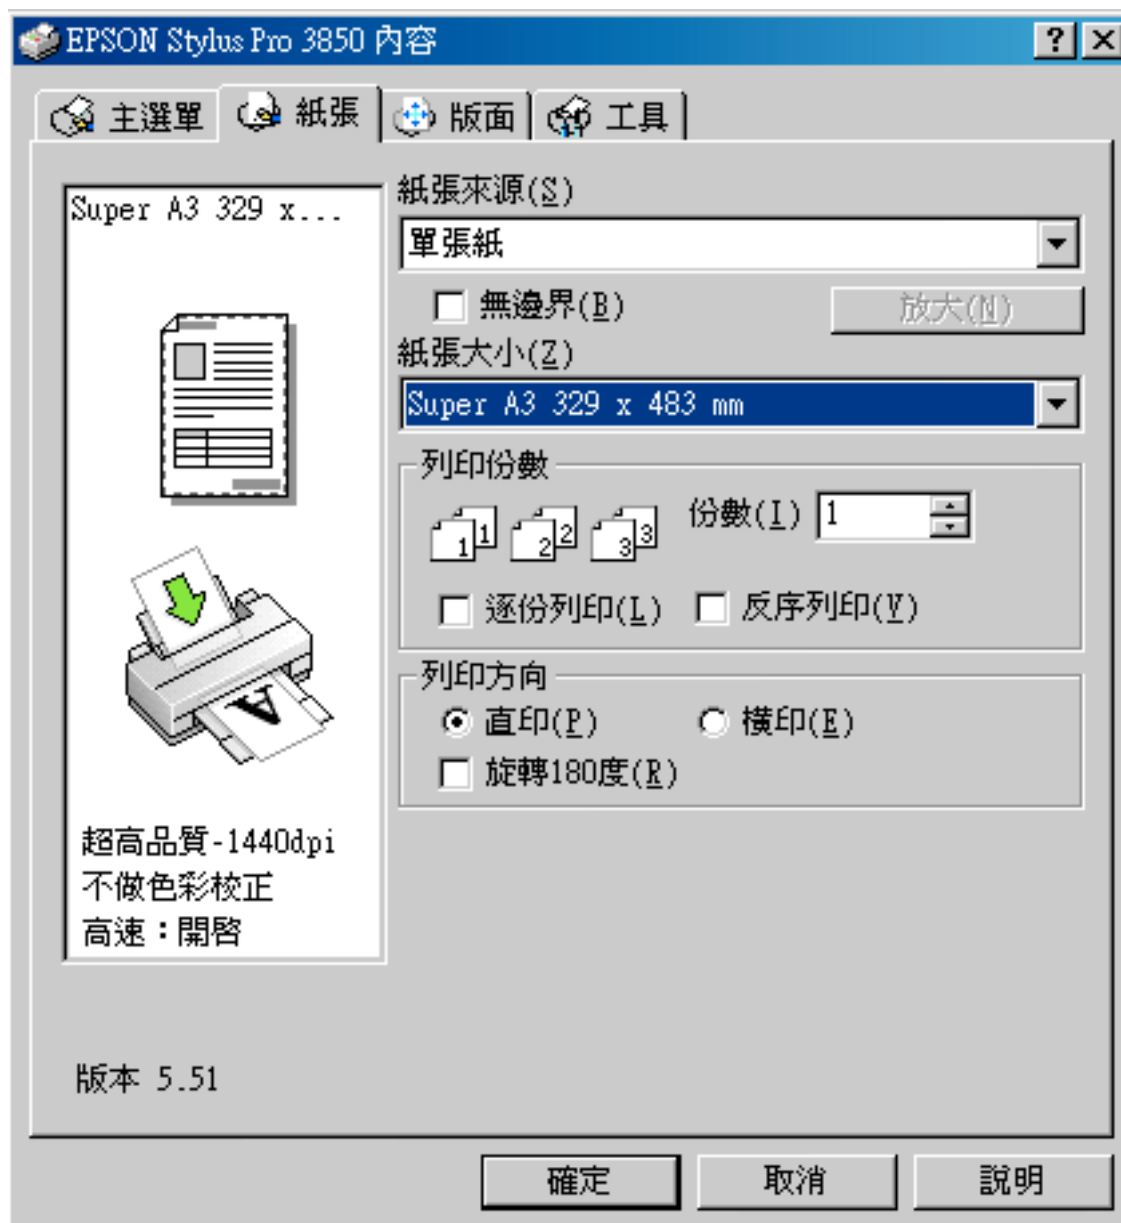 EPSON Stylus Pro 3850 內容
主選單 紙張 版面 工具
Super A3 329 x...
紙張來源(S)
單張紙
無邊界(B) 放大(N)
紙張大小(Z)
Super A3 329 x 483 mm
列印份數
1 1 2 2 3 3 份數(I) 1
逐份列印(L) 反序列印(V)
列印方向
直印(P) 橫印(E)
旋轉180度(R)
A
超高品質-1440dpi
不做色彩校正
高速：開啓
版本 5.51
確定 取消 說明